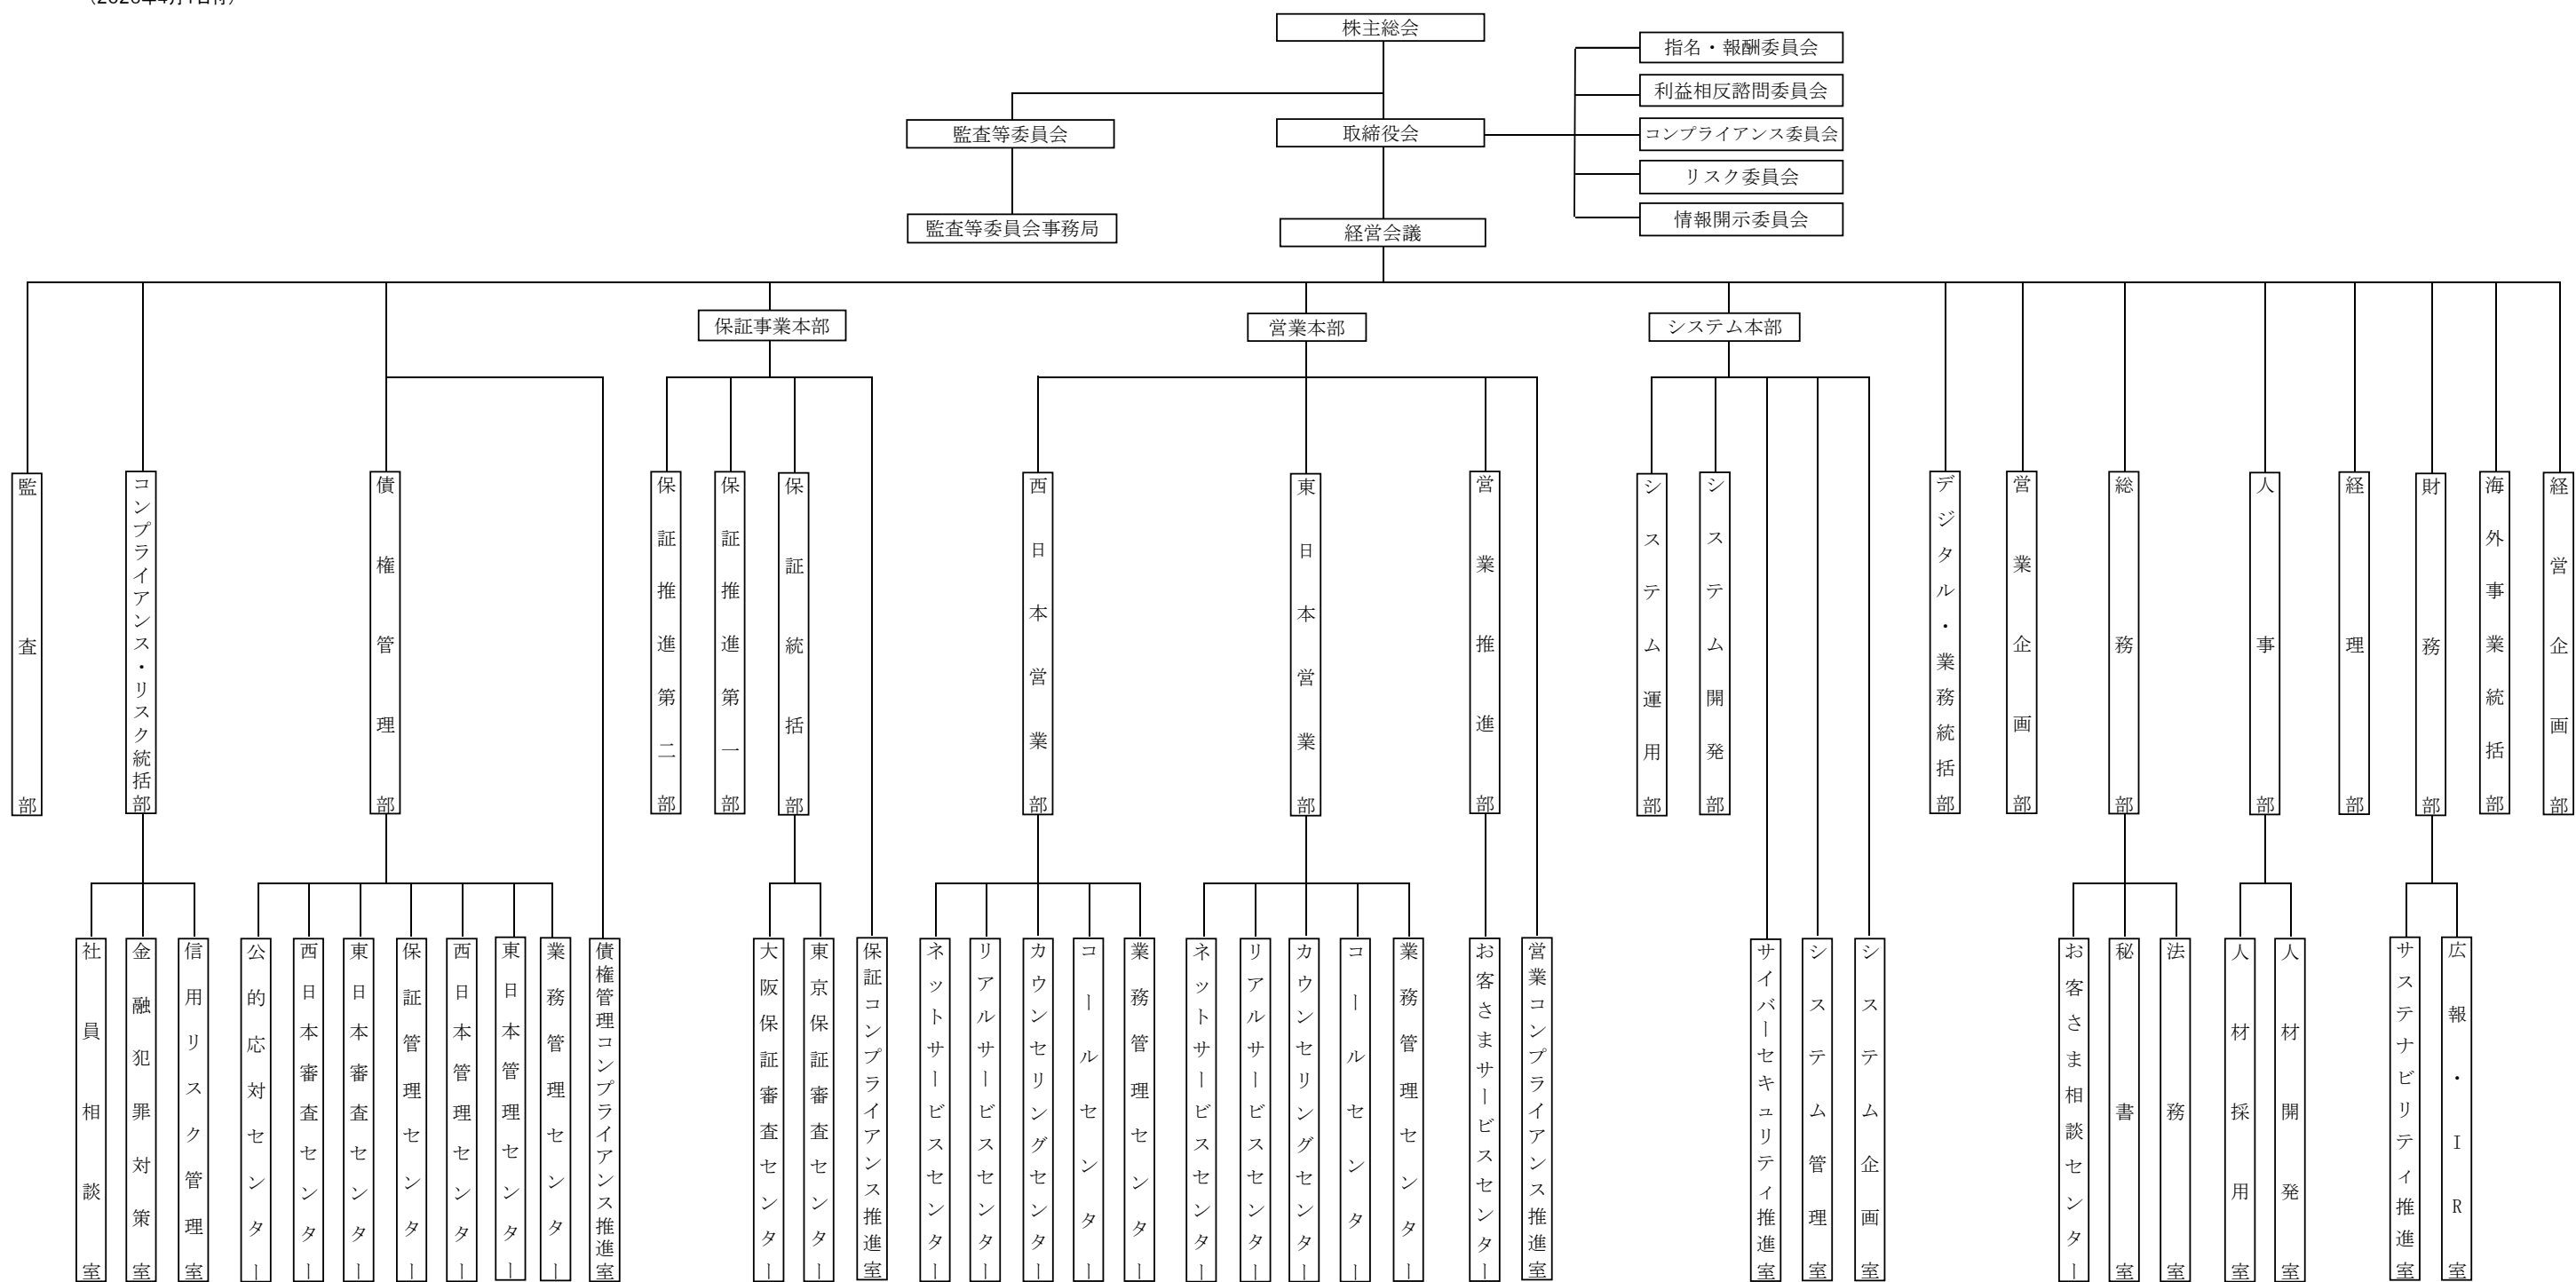 株主総会
指名・報酬委員会
利益相反諮問委員会
監査等委員会
取締役会
コンプライアンス委員会
リスク委員会
監査等委員会事務局
経営会議
情報開示委員会
保証事業本部
営業本部
システム本部
監査部
コンプライアンス・リスク統括部
債権管理部
保証推進第二部
保証推進第一部
保証統括部
西日本営業部
東日本営業部
営業推進部
システム運用部
システム開発部
デジタル・業務統括部
営業企画部
総務部
人事部
経理部
財務部
海外事業統括部
経営企画部
社員相談室
金融犯罪対策室
信用リスク管理室
公的応対センター
西日本審査センター
東日本審査センター
保証管理センター
西日本管理センター
東日本管理センター
業務管理センター
債権管理コンプライアンス推進室
大阪保証審査センター
東京保証審査センター
保証コンプライアンス推進室
ネットサービスセンター
リアルサービスセンター
カウンセリングセンター
コールセンター
業務管理センター
ネットサービスセンター
リアルサービスセンター
カウンセリングセンター
コールセンター
業務管理センター
お客さまサービスセンター
営業コンプライアンス推進室
サイバーセキュリティ推進室
システム管理室
システム企画室
お客さま相談センター
秘書室
法務室
人材採用室
人材開発室
サステナビリティ推進室
広報・IR室